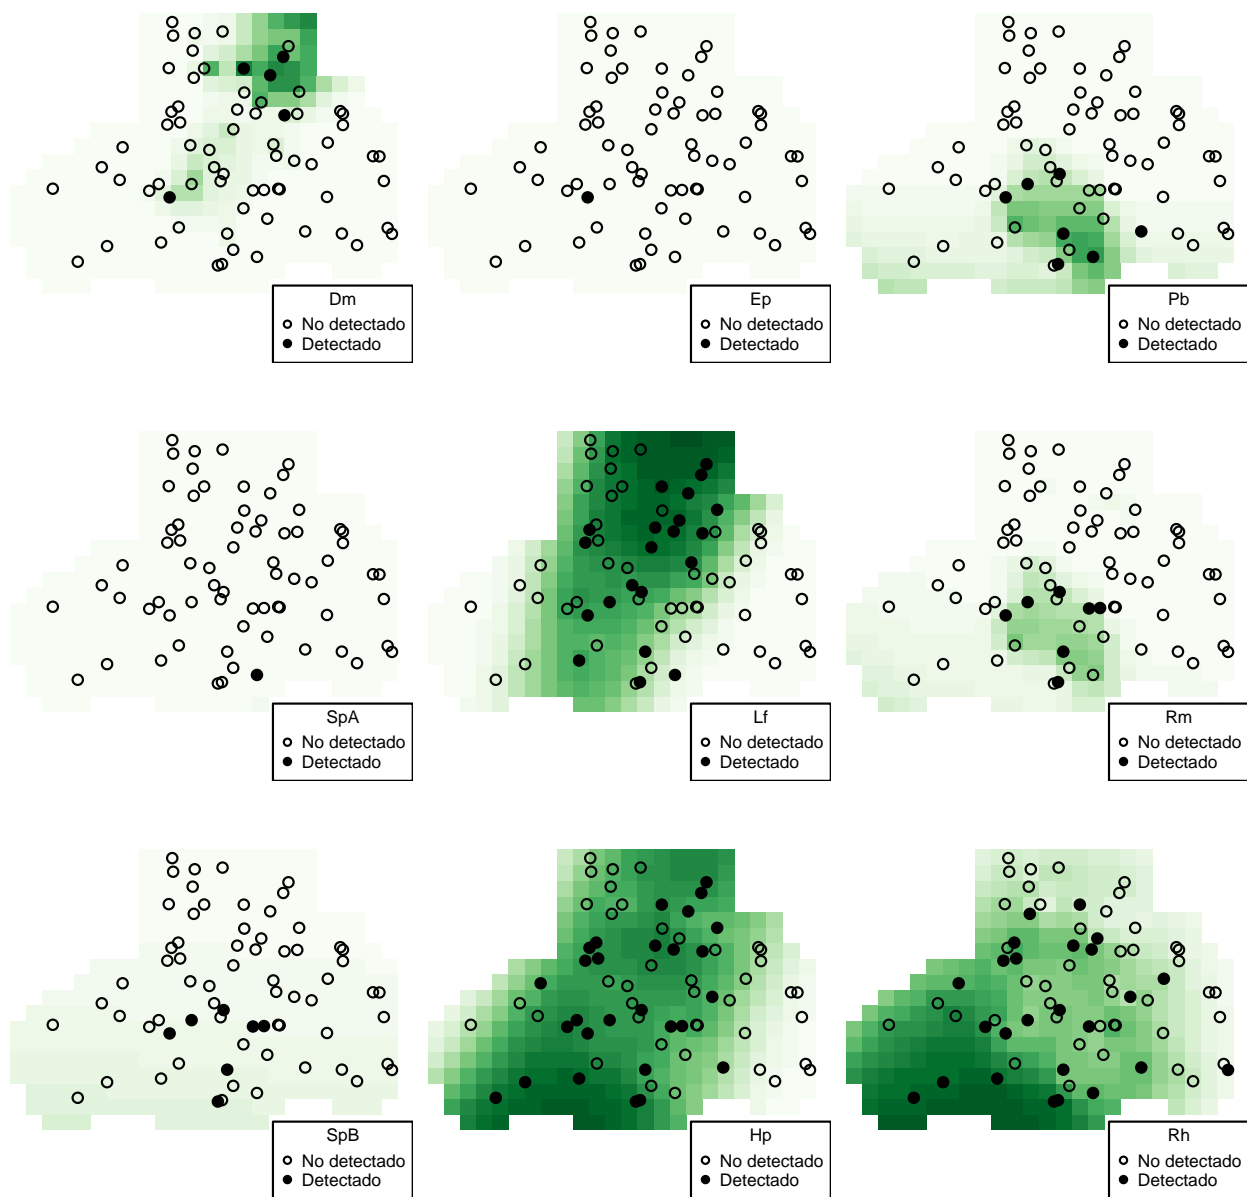 Dm
No detectado
Detectado
Ep
No detectado
Detectado
Pb
No detectado
Detectado
SpA
No detectado
Detectado
Lf
No detectado
Detectado
Rm
No detectado
Detectado
SpB
No detectado
Detectado
Hp
No detectado
Detectado
Rh
No detectado
Detectado